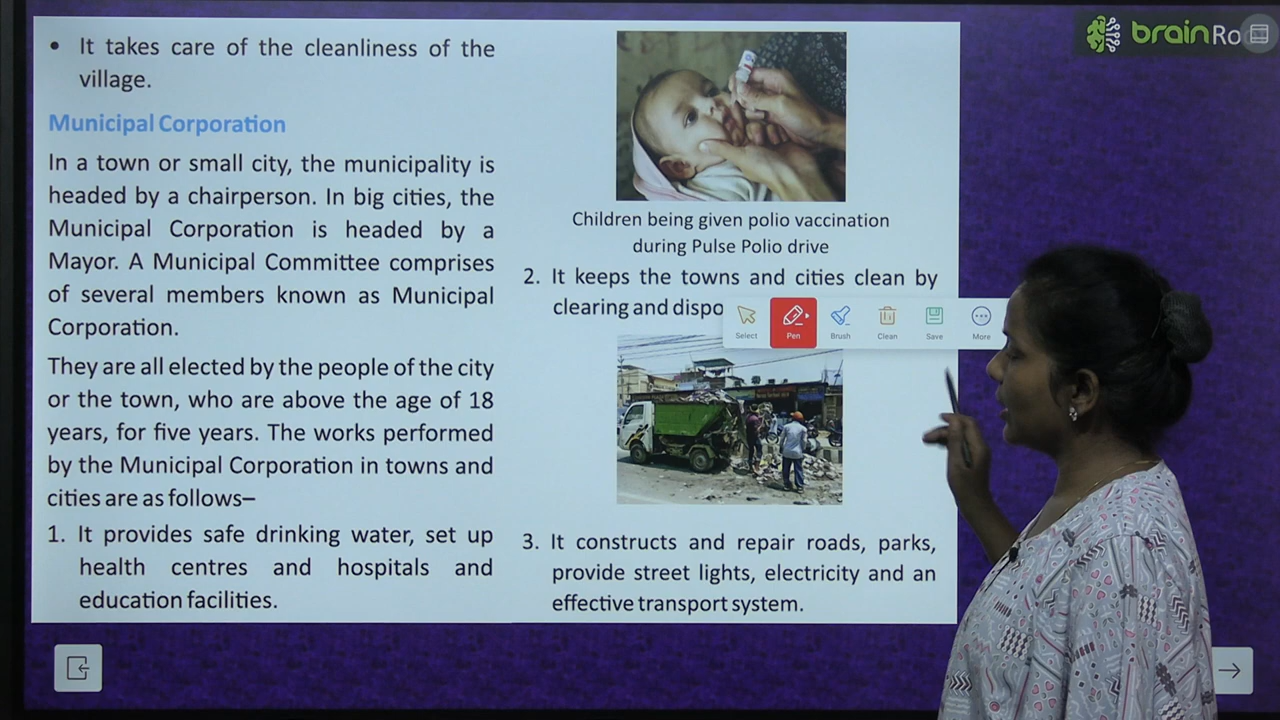 • It takes care of the cleanliness of the
village.
Municipal Corporation
In a town or small city, the municipality is
headed by a chairperson. In big cities, the
Municipal Corporation is headed by a
Mayor. A Municipal Committee comprises
of several members known as Municipal
Corporation.
They are all elected by the people of the city
or the town, who are above the age of 18
years, for five years. The works performed
by the Municipal Corporation in towns and
cities are as follows–
1. It provides safe drinking water, set up
health centres and hospitals and
education facilities.
Children being given polio vaccination
during Pulse Polio drive
2. It keeps the towns and cities clean by
clearing and dispo
Select Pen Brush Clean Save More
3. It constructs and repair roads, parks,
provide street lights, electricity and an
effective transport system.
brainRo